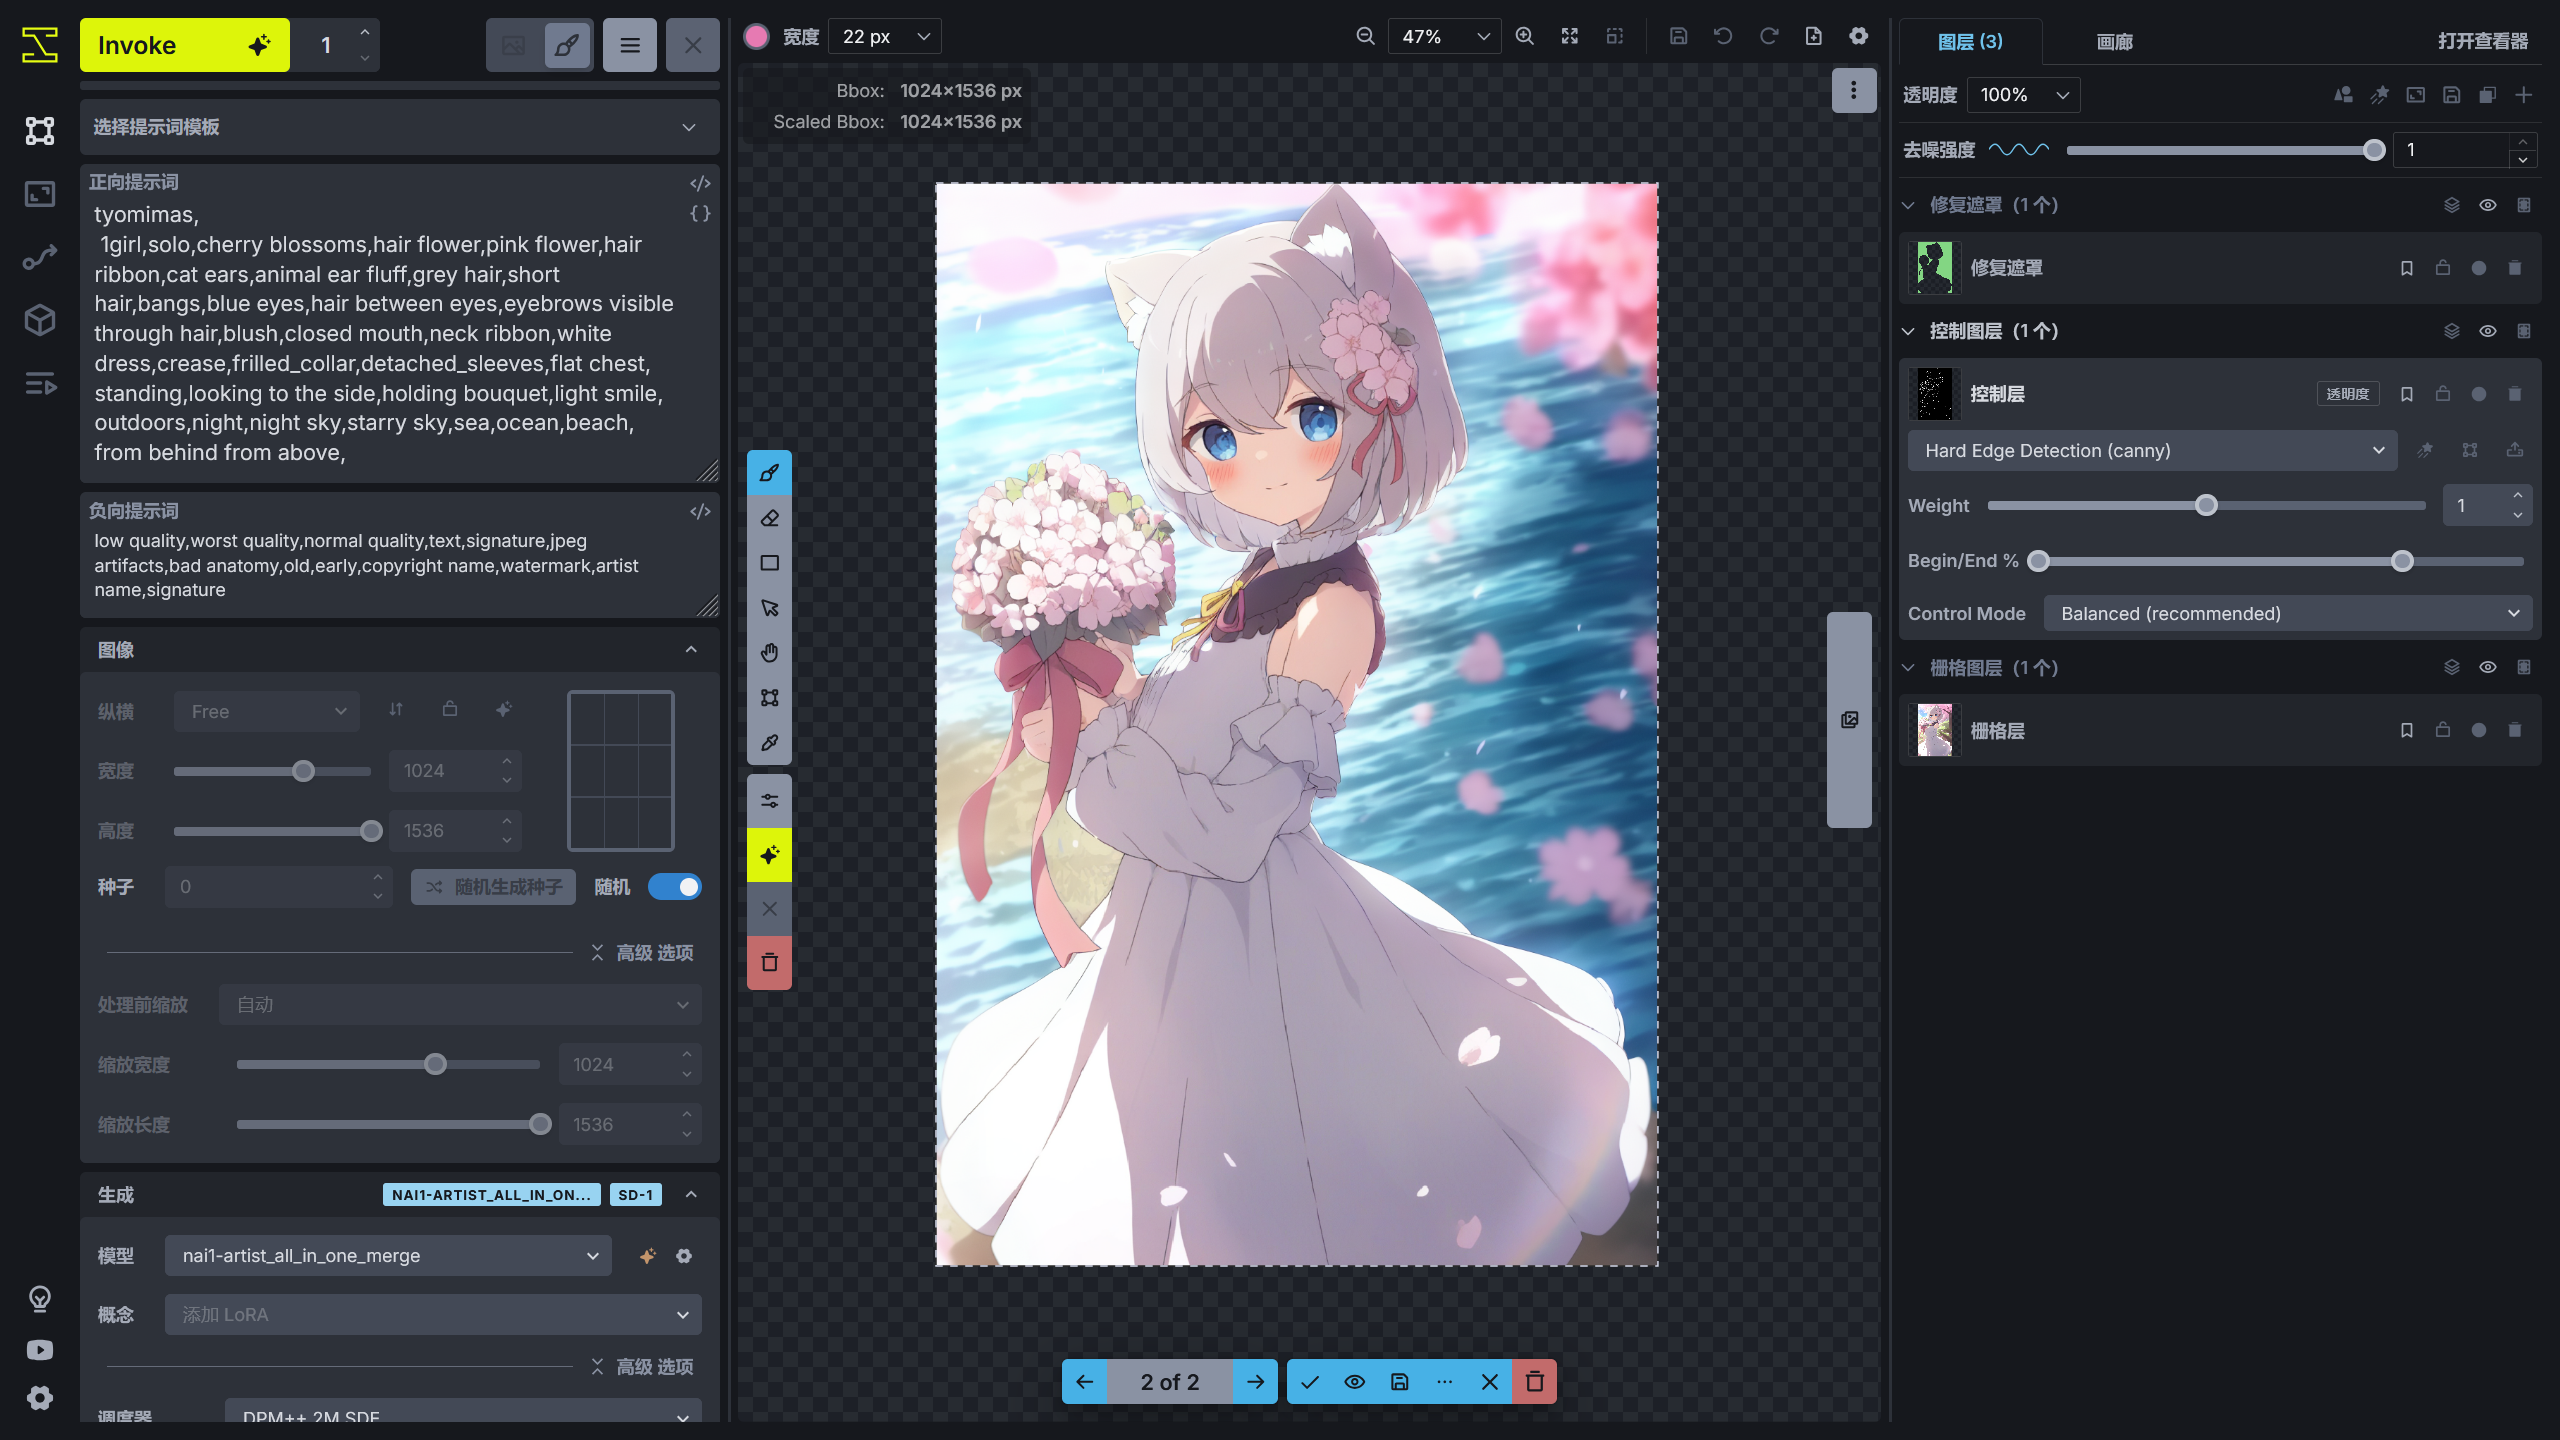 Invoke
1
选择提示词模板
正向提示词
tyomimas,
1girl,solo,cherry blossoms,hair flower,pink flower,hair
ribbon,cat ears,animal ear fluff,grey hair,short
hair,bangs,blue eyes,hair between eyes,eyebrows visible
through hair,blush,closed mouth,neck ribbon,white
dress,crease,frilled_collar,detached_sleeves,flat chest,
standing,looking to the side,holding bouquet,light smile,
outdoors,night,night sky,starry sky,sea,ocean,beach,
from behind from above,
负向提示词
low quality,worst quality,normal quality,text,signature,jpeg
artifacts,bad anatomy,old,early,copyright name,watermark,artist
name,signature
图像
纵横
Free
宽度
1024
高度
1536
种子
0
随机生成种子
随机
高级 选项
处理前缩放
自动
缩放宽度
1024
缩放长度
1536
生成
NAI1-ARTIST_ALL_IN_ON...
SD-1
模型
nai1-artist_all_in_one_merge
概念
添加 LoRA
高级 选项
调度器
DPM++ 2M SDE
宽度
22 px
47%
Bbox: 1024×1536 px
Scaled Bbox: 1024×1536 px
2 of 2
图层 (3)
画廊
打开查看器
透明度
100%
去噪强度
1
修复遮罩 (1 个)
修复遮罩
控制图层 (1 个)
控制层
透明度
Hard Edge Detection (canny)
Weight
1
Begin/End %
Control Mode
Balanced (recommended)
栅格图层 (1 个)
栅格层